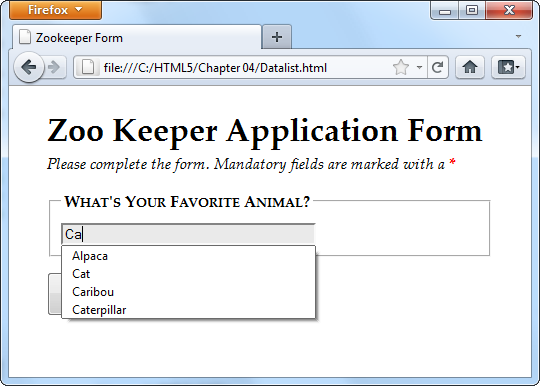 Firefox
Zookeeper Form
file:///C:/HTML5/Chapter 04/Datalist.html
Zoo Keeper Application Form
Please complete the form. Mandatory fields are marked with a *
What's Your Favorite Animal?
Ca
Alpaca
Cat
Caribou
Caterpillar